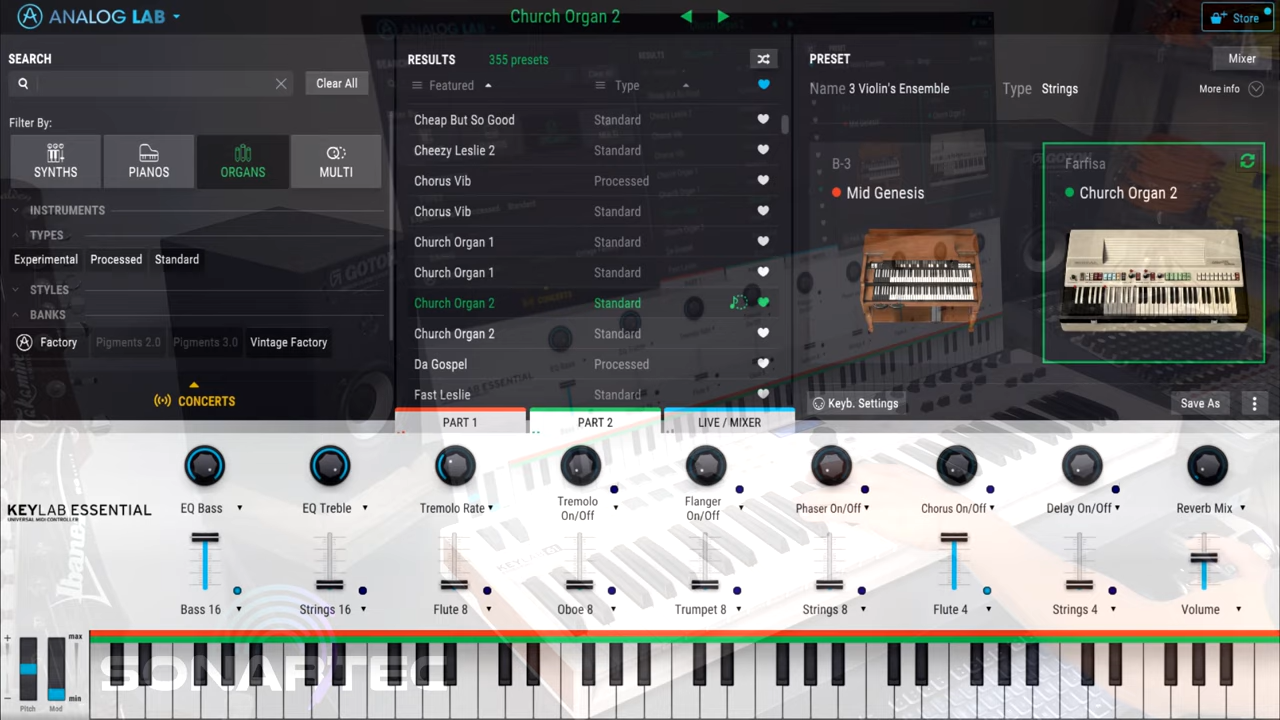 ANALOG LAB
Church Organ 2
Store
SEARCH
Clear All
Filter By:
SYNTHS
PIANOS
ORGANS
MULTI
INSTRUMENTS
TYPES
Experimental
Processed
Standard
STYLES
BANKS
Factory
Pigments 2.0
Pigments 3.0
Vintage Factory
CONCERTS
RESULTS
355 presets
Featured
Type
Cheap But So Good Standard
Cheezy Leslie 2 Standard
Chorus Vib Processed
Chorus Vib Standard
Church Organ 1 Standard
Church Organ 1 Standard
Church Organ 2 Standard
Church Organ 2 Standard
Da Gospel Processed
Fast Leslie Standard
PRESET
Mixer
Name 3 Violin's Ensemble
Type Strings
More info
B-3
Mid Genesis
Farfisa
Church Organ 2
Keyb. Settings
Save As
PART 1
PART 2
LIVE / MIXER
KEYLAB ESSENTIAL
UNIVERSAL MIDI CONTROLLER
EQ Bass
EQ Treble
Tremolo Rate
Tremolo
On/Off
Flanger
On/Off
Phaser On/Off
Chorus On/Off
Delay On/Off
Reverb Mix
Bass 16
Strings 16
Flute 8
Oboe 8
Trumpet 8
Strings 8
Flute 4
Strings 4
Volume
Ibanez
max
min
Pitch
Mod
SONARTEC